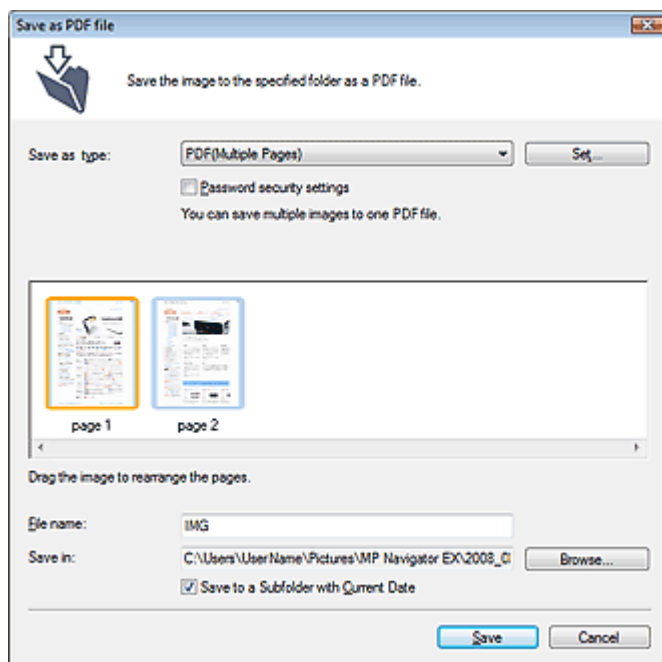 Save as PDF file
Save the image to the specified folder as a PDF file.
Save as type: PDF(Multiple Pages) Set...
Password security settings
You can save multiple images to one PDF file.
page 1 page 2
Drag the image to rearrange the pages.
File name: IMG
Save in: C:\Users\UserName\Pictures\MP Navigator EX\2008_0 Browse...
Save to a Subfolder with Current Date
Save Cancel